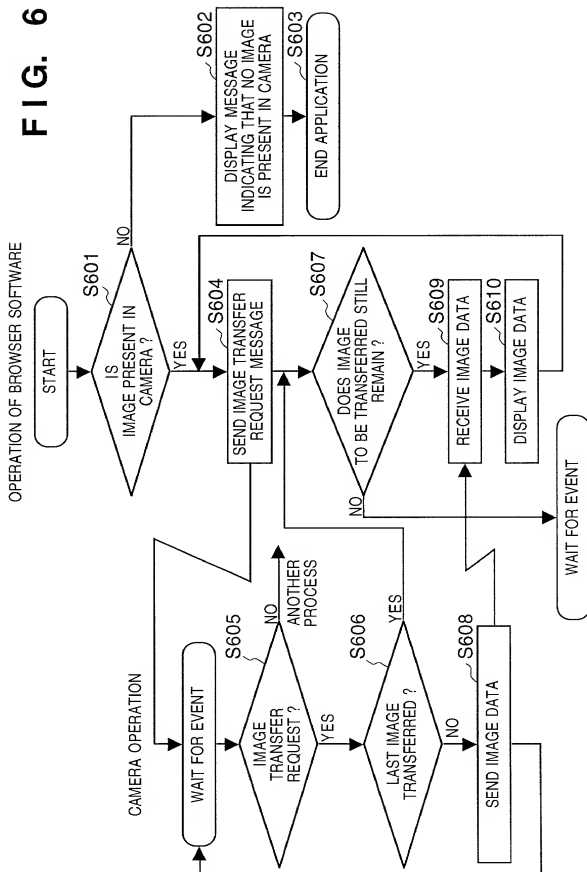 FIG. 6
OPERATION OF BROWSER SOFTWARE
START
S601
IS
IMAGE PRESENT IN
CAMERA ?
NO
YES
S602
DISPLAY MESSAGE
INDICATING THAT NO IMAGE
IS PRESENT IN CAMERA
S603
END APPLICATION
S604
SEND IMAGE TRANSFER
REQUEST MESSAGE
S607
DOES IMAGE
TO BE TRANSFERRED STILL
REMAIN ?
NO
YES
S609
RECEIVE IMAGE DATA
S610
DISPLAY IMAGE DATA
WAIT FOR EVENT
CAMERA OPERATION
WAIT FOR EVENT
S605
IMAGE
TRANSFER
REQUEST ?
NO
ANOTHER
PROCESS
YES
S606
LAST IMAGE
TRANSFERRED ?
YES
NO
S608
SEND IMAGE DATA